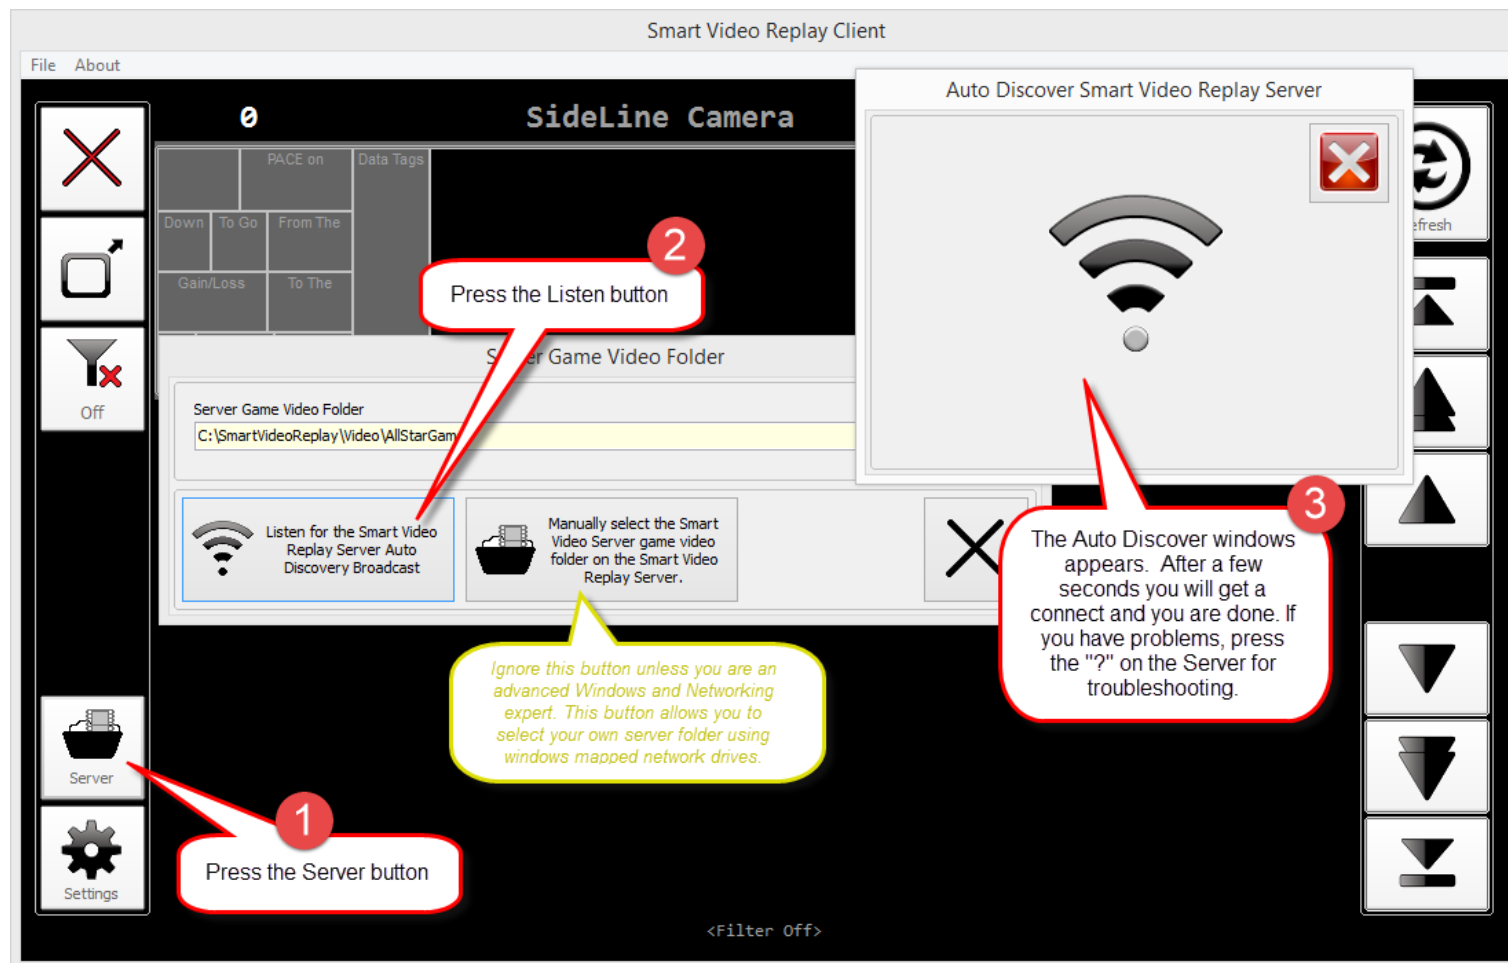 Smart Video Replay Client
File About
Auto Discover Smart Video Replay Server
0
SideLine Camera
PACE on
Data Tags
Down
To Go
From The
Gain/Loss
To The
efresh
2
Press the Listen button
Game Video Folder
Server Game Video Folder
C:\SmartVideoReplay\Video\AllStarGam
Off
Listen for the Smart Video
Replay Server Auto
Discovery Broadcast
Manually select the Smart
Video Server game video
folder on the Smart Video
Replay Server.
3
The Auto Discover windows
appears. After a few
seconds you will get a
connect and you are done. If
you have problems, press
the "?" on the Server for
troubleshooting.
Ignore this button unless you are an
advanced Windows and Networking
expert. This button allows you to
select your own server folder using
windows mapped network drives.
Server
1
Press the Server button
Settings
<Filter Off>